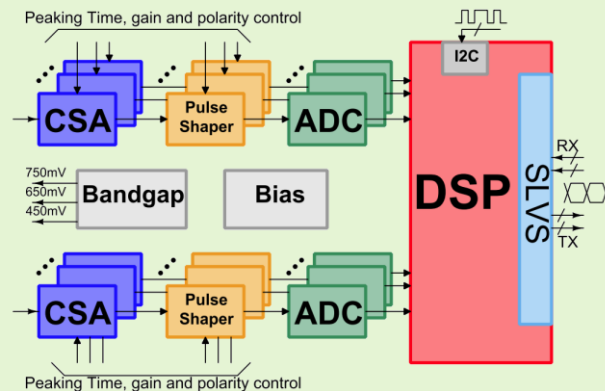 Peaking Time, gain and polarity control
I2C
CSA
Pulse
Shaper
ADC
750mV
650mV
450mV
Bandgap
Bias
DSP
SLVS
RX
TX
CSA
Pulse
Shaper
ADC
Peaking Time, gain and polarity control